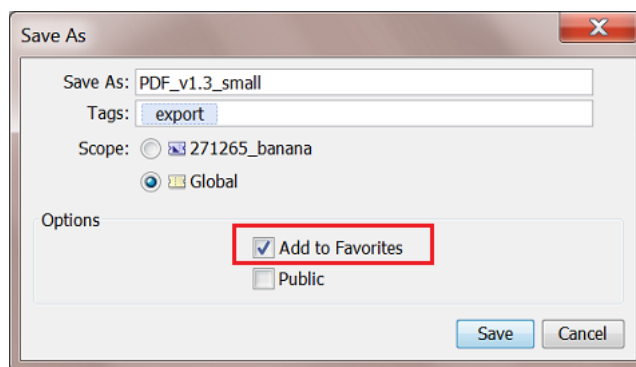 Save As
Save As: PDF_v1.3_small
Tags: export
Scope: 271265_banana
Global
Options
Add to Favorites
Public
Save Cancel